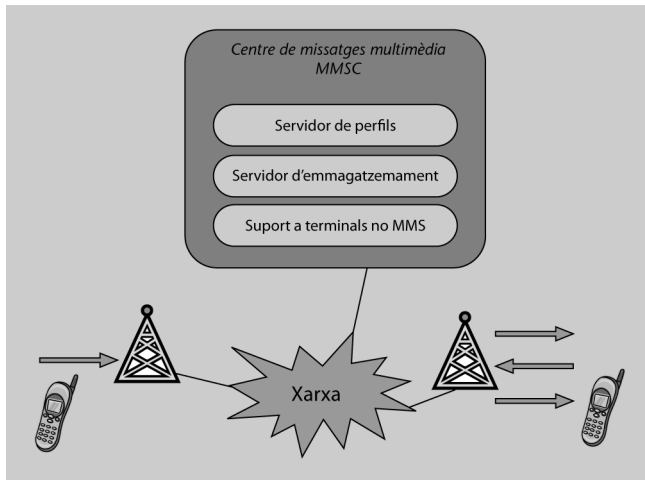 Centre de missatges multimèdia
MMSC
Servidor de perfils
Servidor d'emmagatzemament
Suport a terminals no MMS
Xarxa